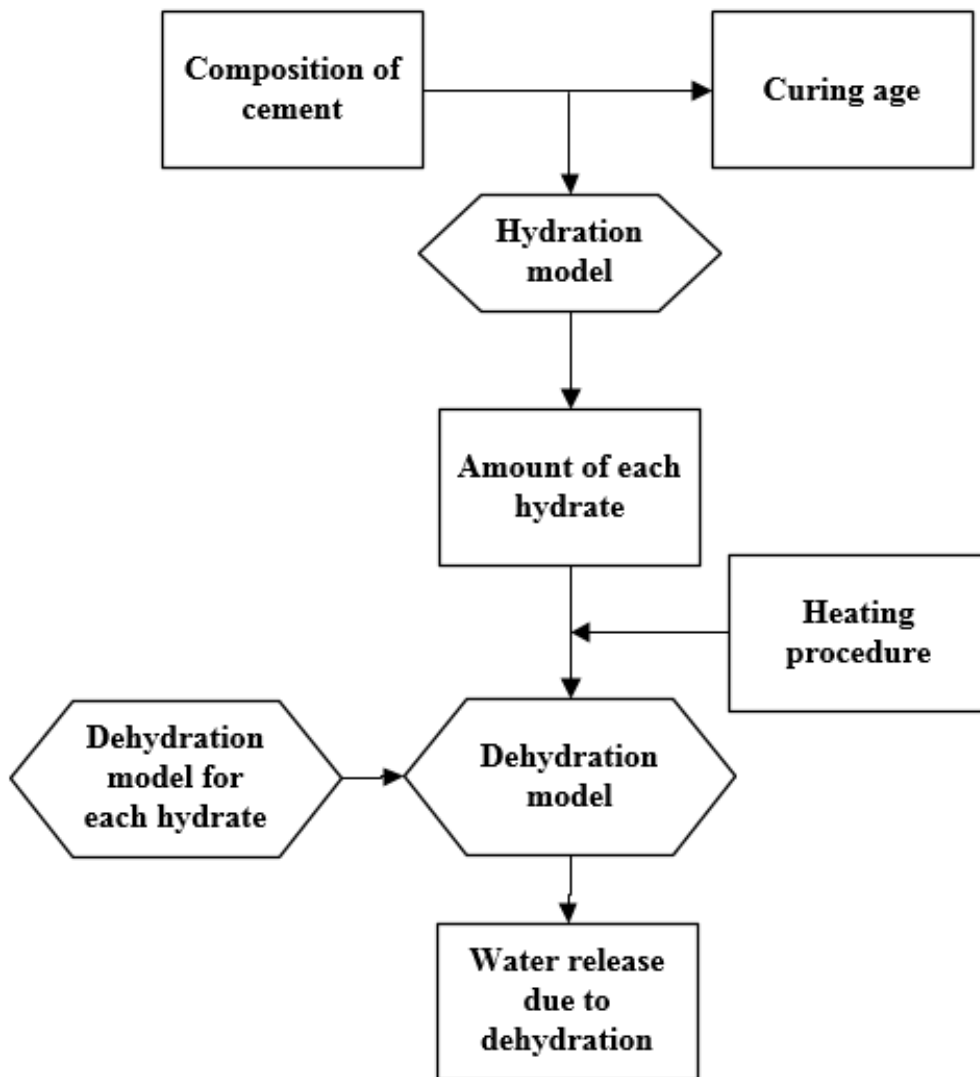 Composition of
cement
Curing age
Hydration
model
Amount of each
hydrate
Heating
procedure
Dehydration
model for
each hydrate
Dehydration
model
Water release
due to
dehydration